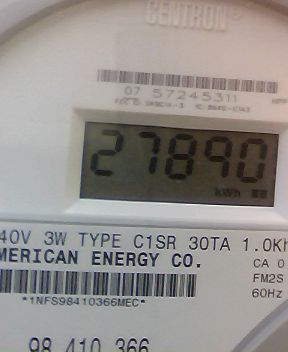 CENTRON
07 57245311
27890
kWh
40V 3W TYPE C1SR 30TA 1.0Kh
MERICAN ENERGY CO.
CA 0
FM2S
60Hz
*1NFS98410366MEC*
98 410 366